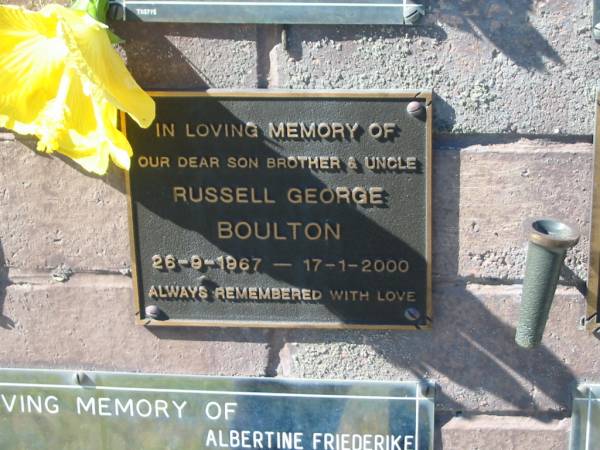 IN LOVING MEMORY OF
OUR DEAR SON BROTHER & UNCLE
RUSSELL GEORGE
BOULTON
26-9-1967 — 17-1-2000
ALWAYS REMEMBERED WITH LOVE
VING MEMORY OF
ALBERTINE FRIEDERIKE